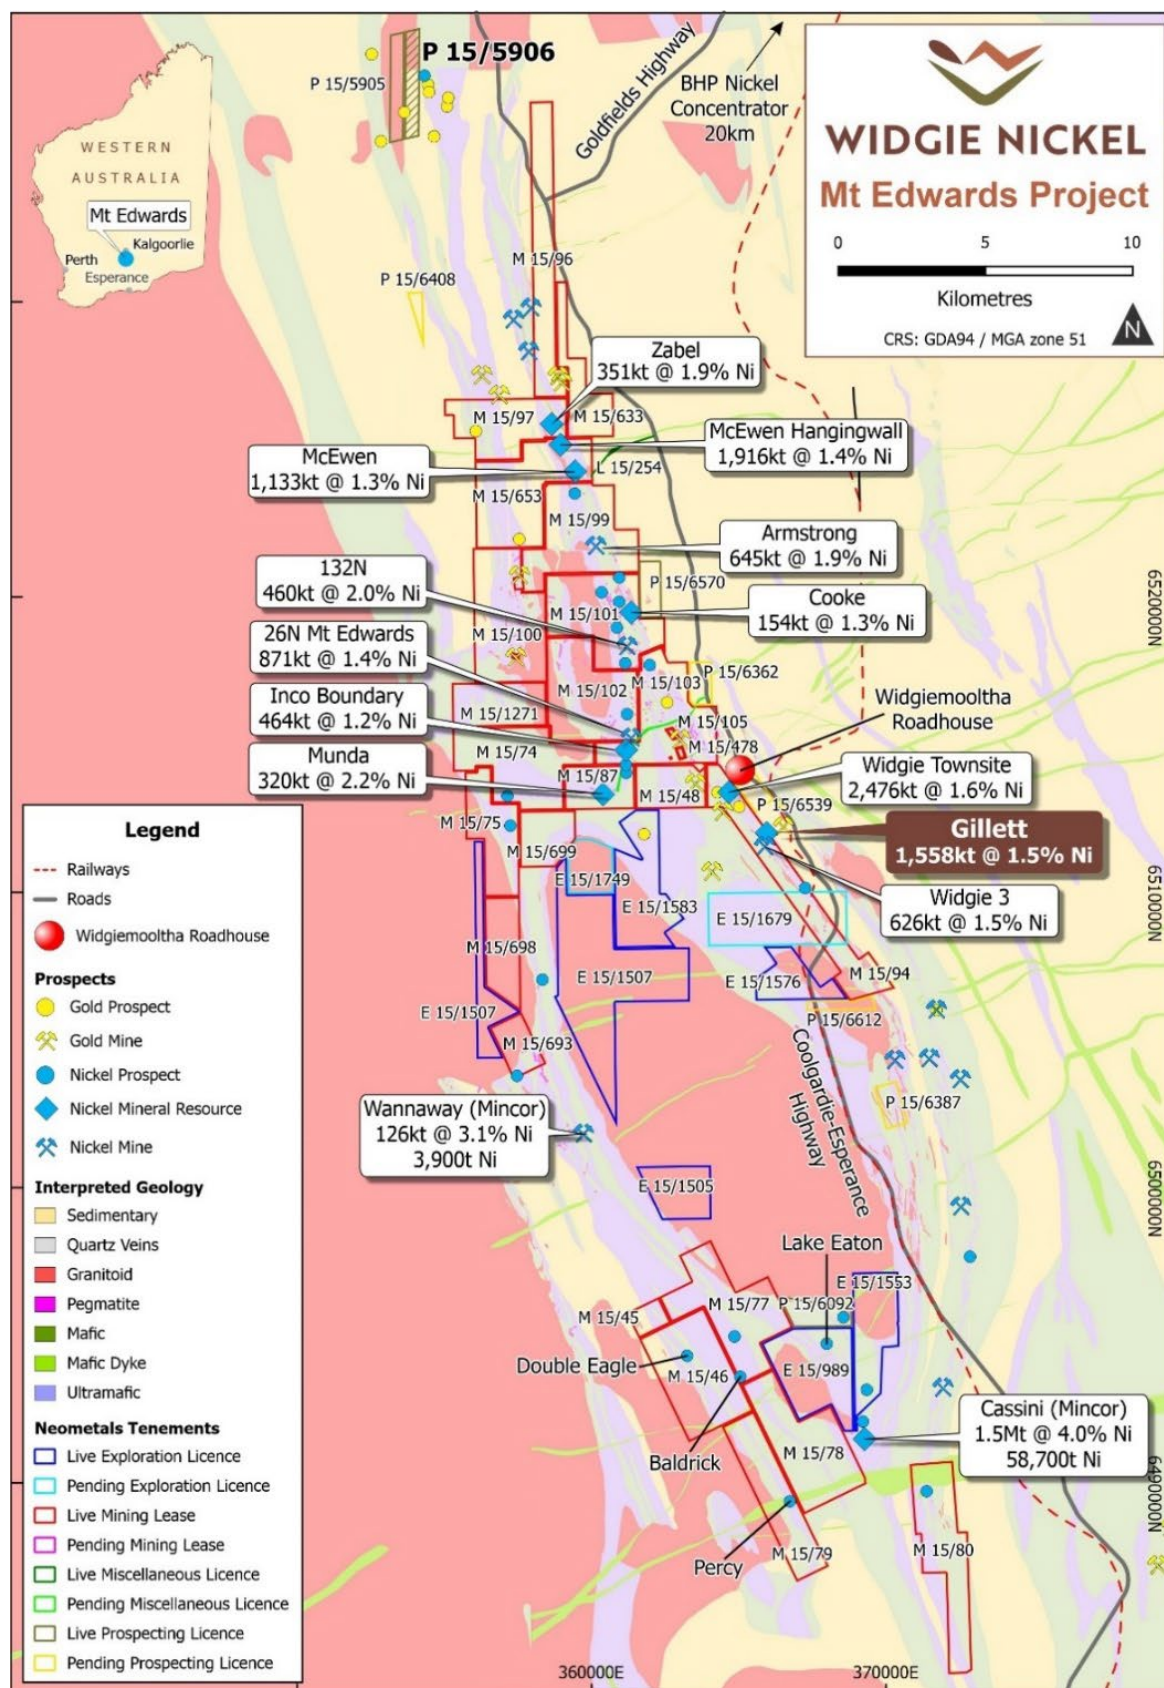 P 15/5906
P 15/5905
Goldfields Highway
BHP Nickel
Concentrator
20km
WIDGIE NICKEL
Mt Edwards Project
0 5 10
Kilometres
CRS: GDA94 / MGA zone 51
N
WESTERN
AUSTRALIA
Mt Edwards
Kalgoorlie
Perth
Esperance
M 15/96
P 15/6408
Zabel
351kt @ 1.9% Ni
M 15/97
M 15/633
McEwen Hangingwall
1,916kt @ 1.4% Ni
McEwen
1,133kt @ 1.3% Ni
L 15/254
M 15/653
M 15/99
Armstrong
645kt @ 1.9% Ni
132N
460kt @ 2.0% Ni
P 15/6570
Cooke
154kt @ 1.3% Ni
M 15/101
M 15/100
6520000N
26N Mt Edwards
871kt @ 1.4% Ni
M 15/102
M 15/103
P 15/6362
Inco Boundary
464kt @ 1.2% Ni
M 15/1271
M 15/105
Widgiemooltha
Roadhouse
M 15/74
M 15/478
Munda
320kt @ 2.2% Ni
M 15/87
M 15/48
Widgie Townsite
2,476kt @ 1.6% Ni
P 15/6539
M 15/75
Gillett
1,558kt @ 1.5% Ni
M 15/699
E 15/1749
Widgie 3
626kt @ 1.5% Ni
E 15/1583
E 15/1679
6510000N
M 15/698
E 15/1507
E 15/1576
M 15/94
E 15/1507
P 15/6612
M 15/693
Coolgardie-Esperance
Highway
P 15/6387
Wannaway (Mincor)
126kt @ 3.1% Ni
3,900t Ni
E 15/1505
6500000N
Lake Eaton
E 15/1553
M 15/45
M 15/77
P 15/6092
Double Eagle
M 15/46
E 15/989
Cassini (Mincor)
1.5Mt @ 4.0% Ni
58,700t Ni
Baldrick
M 15/78
6490000N
Percy
M 15/79
M 15/80
360000E
370000E
Legend
Railways
Roads
Widgiemooltha Roadhouse
Prospects
Gold Prospect
Gold Mine
Nickel Prospect
Nickel Mineral Resource
Nickel Mine
Interpreted Geology
Sedimentary
Quartz Veins
Granitoid
Pegmatite
Mafic
Mafic Dyke
Ultramafic
Neometals Tenements
Live Exploration Licence
Pending Exploration Licence
Live Mining Lease
Pending Mining Lease
Live Miscellaneous Licence
Pending Miscellaneous Licence
Live Prospecting Licence
Pending Prospecting Licence